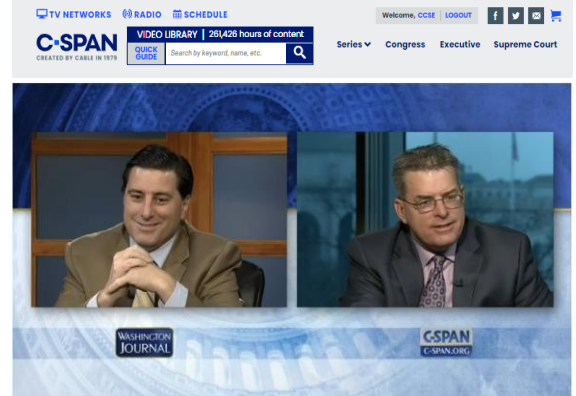 TV NETWORKS RADIO SCHEDULE
Welcome, CCSE LOGOUT
C-SPAN
CREATED BY CABLE IN 1979
VIDEO LIBRARY | 261,426 hours of content
QUICK GUIDE
Search by keyword, name, etc.
Series Congress Executive Supreme Court
WASHINGTON
JOURNAL
C-SPAN
C-SPAN.ORG